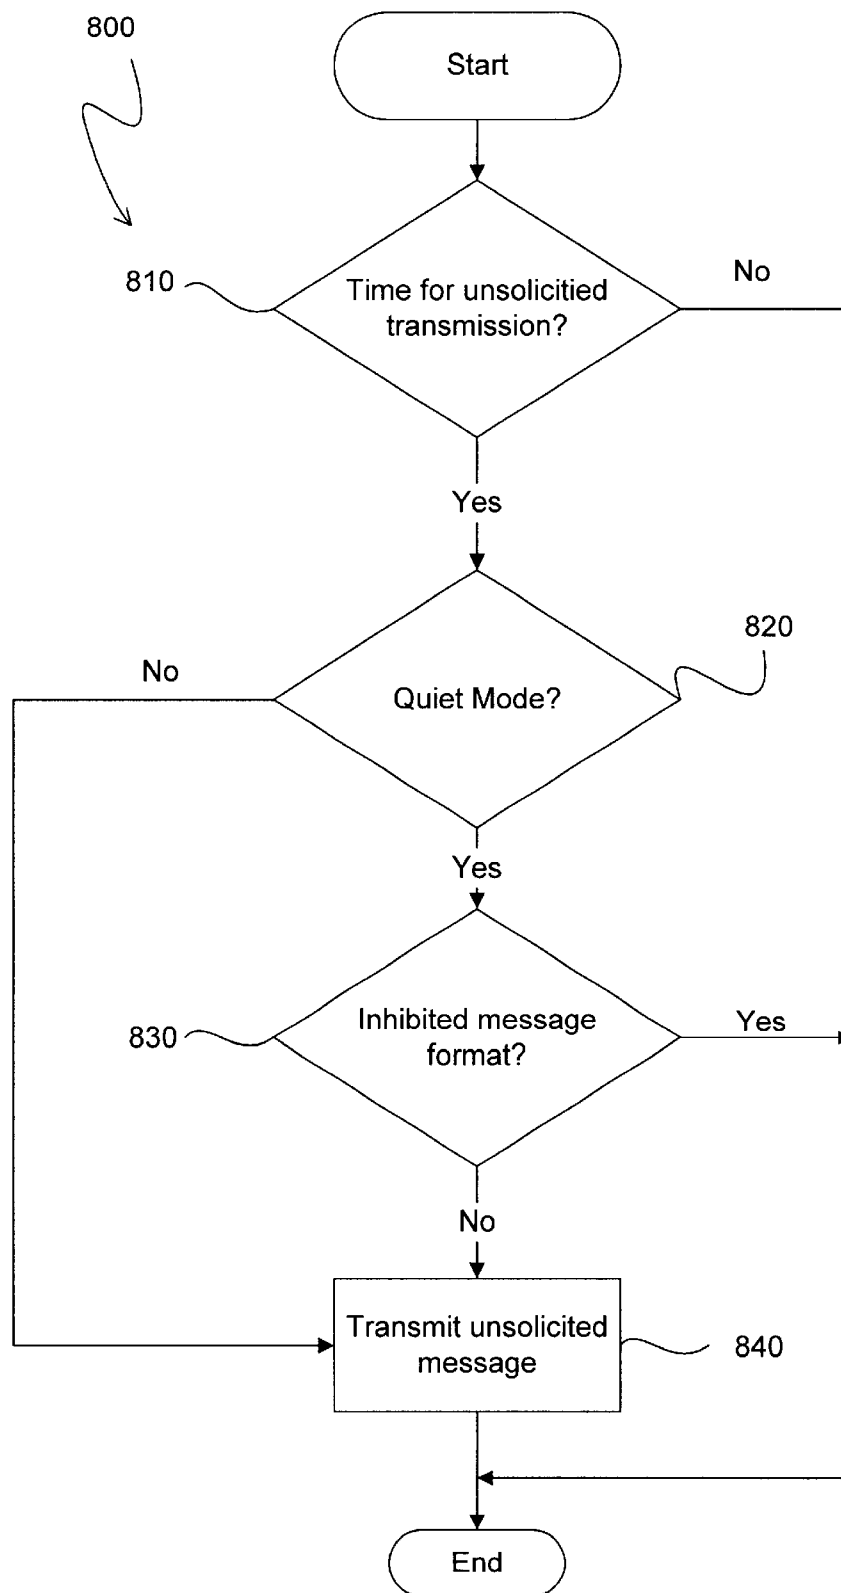 800
Start
810
Time for unsolicitied
transmission?
No
Yes
820
No
Quiet Mode?
Yes
830
Inhibited message
format?
Yes
No
Transmit unsolicited
message
840
End